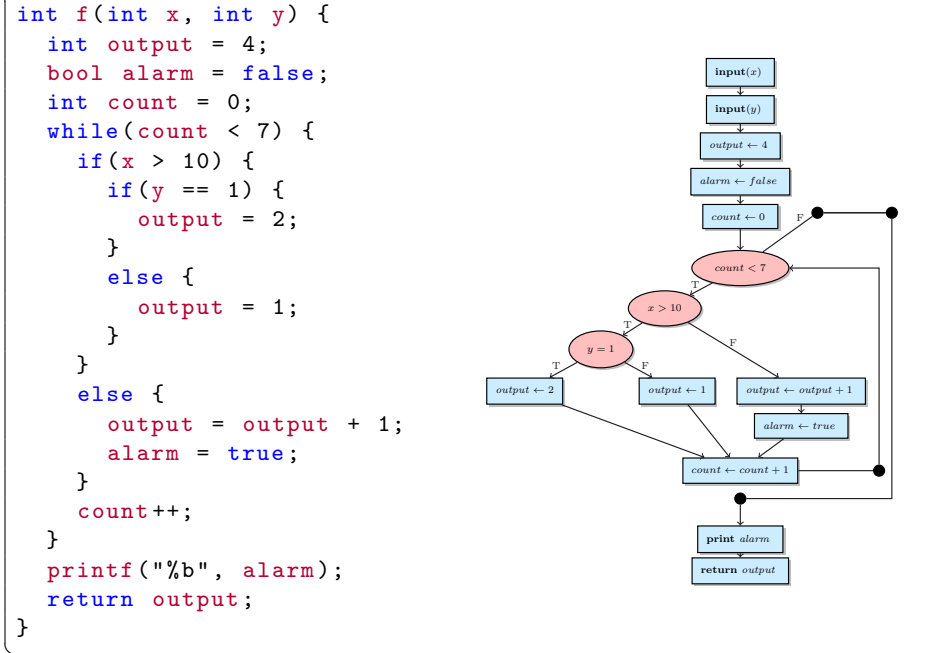 int f(int x, int y) {
  int output = 4;
  bool alarm = false;
  int count = 0;
  while(count < 7) {
    if(x > 10) {
      if(y == 1) {
        output = 2;
      }
      else {
        output = 1;
      }
    }
    else {
      output = output + 1;
      alarm = true;
    }
    count++;
  }
  printf("%b", alarm);
  return output;
}
input(x)
input(y)
output ← 4
alarm ← false
count ← 0
F
count < 7
T
x > 10
T
F
y = 1
T
F
output ← 2
output ← 1
output ← output + 1
alarm ← true
count ← count + 1
print alarm
return output